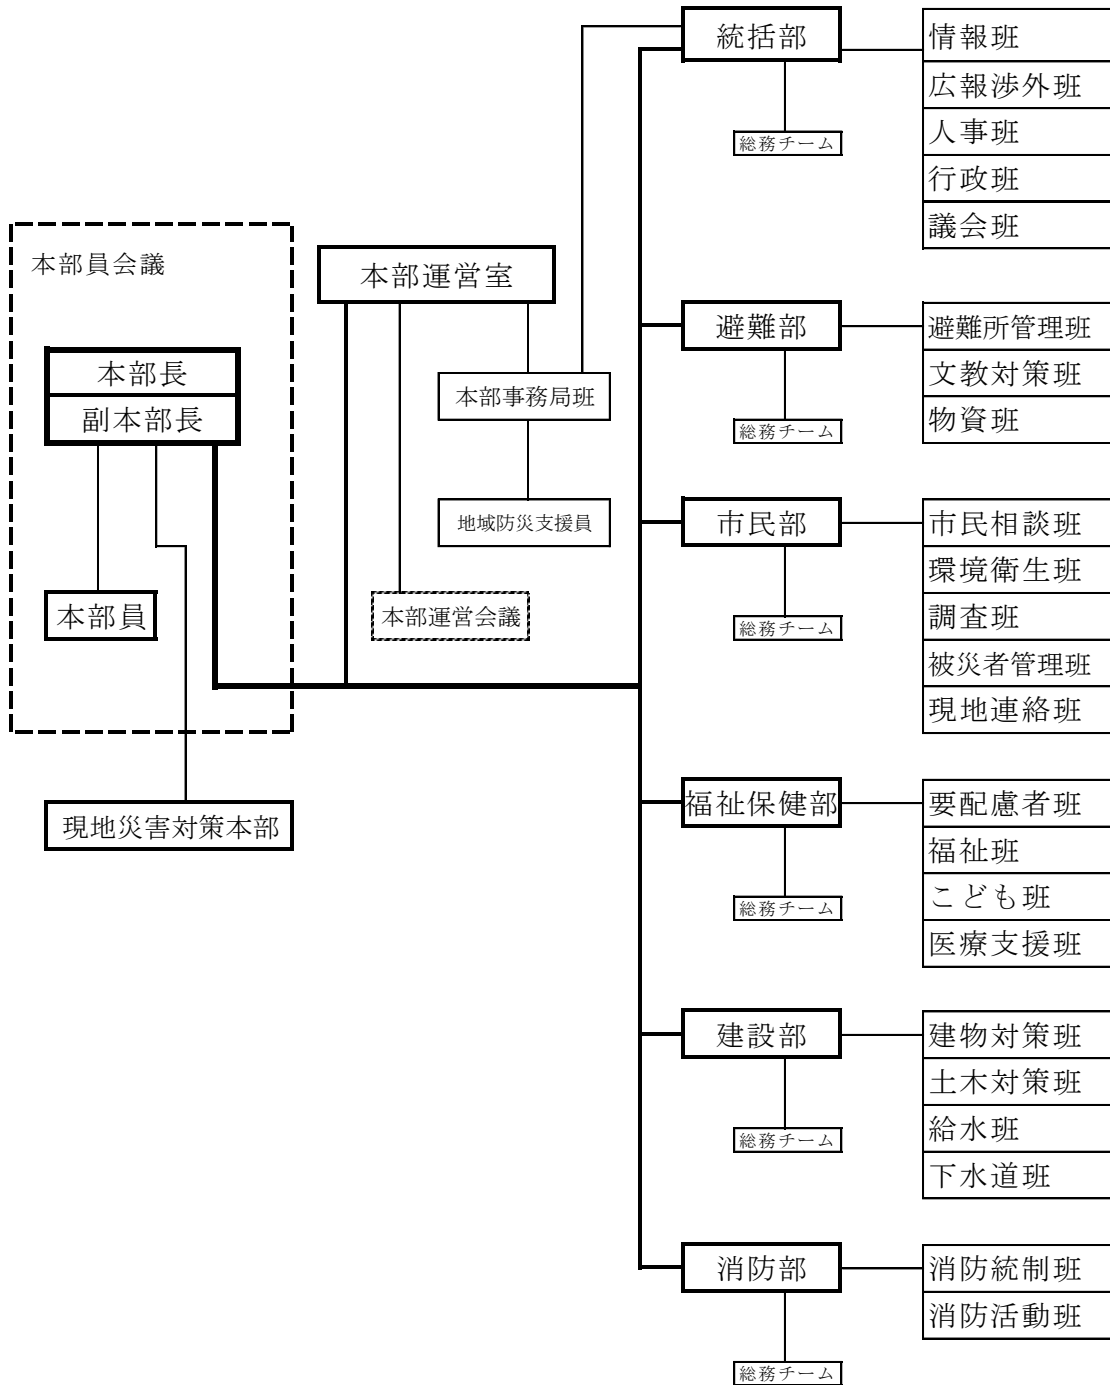 本部員会議
本部長
副本部長
本部員
現地災害対策本部
本部運営室
本部事務局班
地域防災支援員
本部運営会議
統括部
総務チーム
情報班
広報渉外班
人事班
行政班
議会班
避難部
総務チーム
避難所管理班
文教対策班
物資班
市民部
総務チーム
市民相談班
環境衛生班
調査班
被災者管理班
現地連絡班
福祉保健部
総務チーム
要配慮者班
福祉班
こども班
医療支援班
建設部
総務チーム
建物対策班
土木対策班
給水班
下水道班
消防部
総務チーム
消防統制班
消防活動班